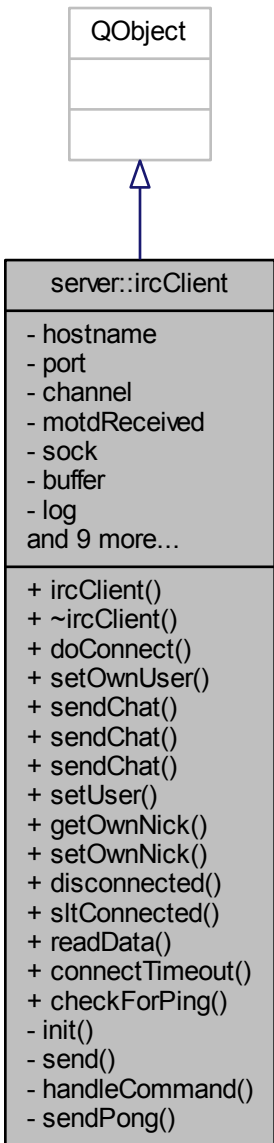 QObject
server::ircClient
- hostname
- port
- channel
- motdReceived
- sock
- buffer
- log
and 9 more...
+ ircClient()
+ ~ircClient()
+ doConnect()
+ setOwnUser()
+ sendChat()
+ sendChat()
+ sendChat()
+ setUser()
+ getOwnNick()
+ setOwnNick()
+ disconnected()
+ sltConnected()
+ readData()
+ connectTimeout()
+ checkForPing()
- init()
- send()
- handleCommand()
- sendPong()